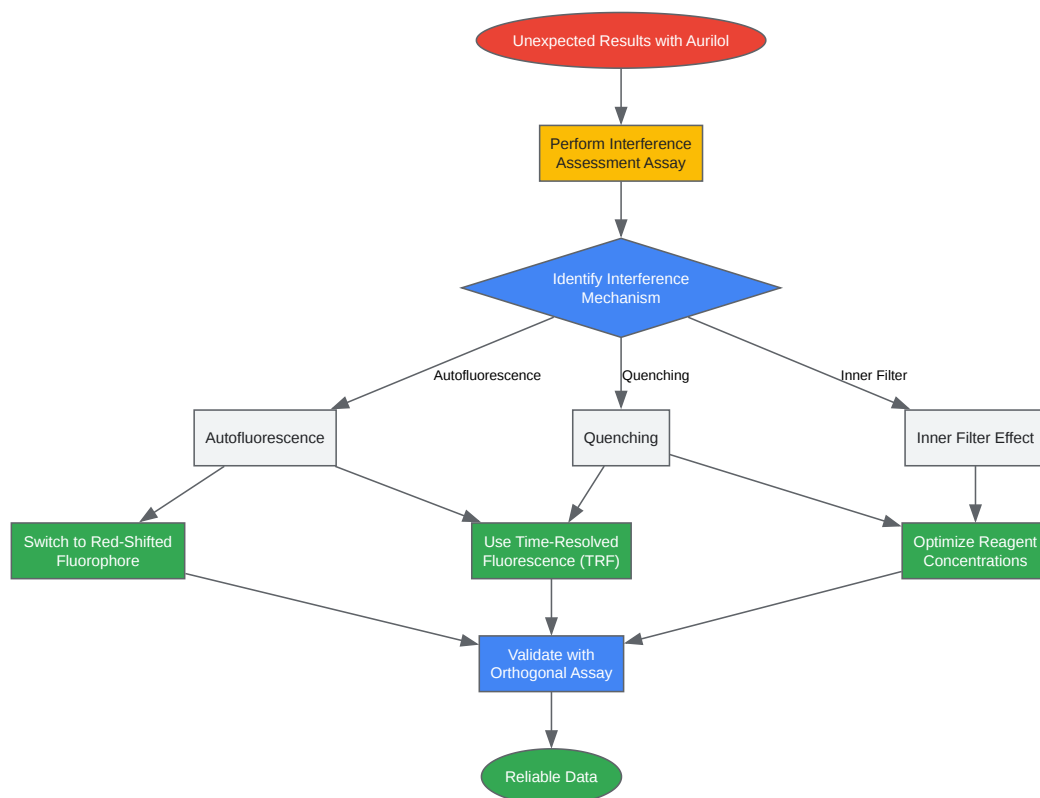 Unexpected Results with Aurilol
Perform Interference
Assessment Assay
Identify Interference
Mechanism
Autofluorescence
Quenching
Inner Filter
Autofluorescence
Quenching
Inner Filter Effect
Switch to Red-Shifted
Fluorophore
Use Time-Resolved
Fluorescence (TRF)
Optimize Reagent
Concentrations
Validate with
Orthogonal Assay
Reliable Data